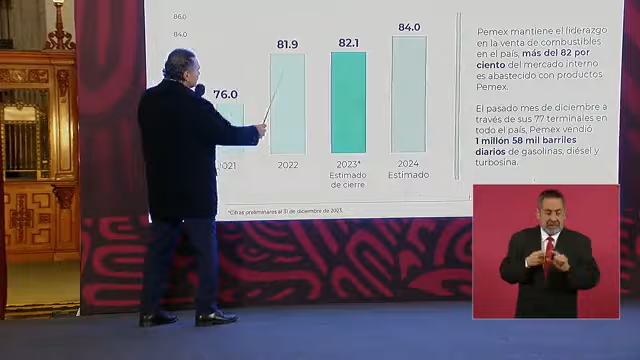 86.0
84.0
76.0
81.9
82.1
84.0
2021
2022
2023*
Estimado
de cierre
2024
Estimado
*Cifras preliminares al 31 de diciembre de 2023.
Pemex mantiene el liderazgo
en la venta de combustibles
en el país, más del 82 por
ciento del mercado interno
es abastecido con productos
Pemex.
El pasado mes de diciembre a
través de sus 77 terminales en
todo el país, Pemex vendió
1 millón 58 mil barriles
diarios de gasolinas, diésel y
turbosina.